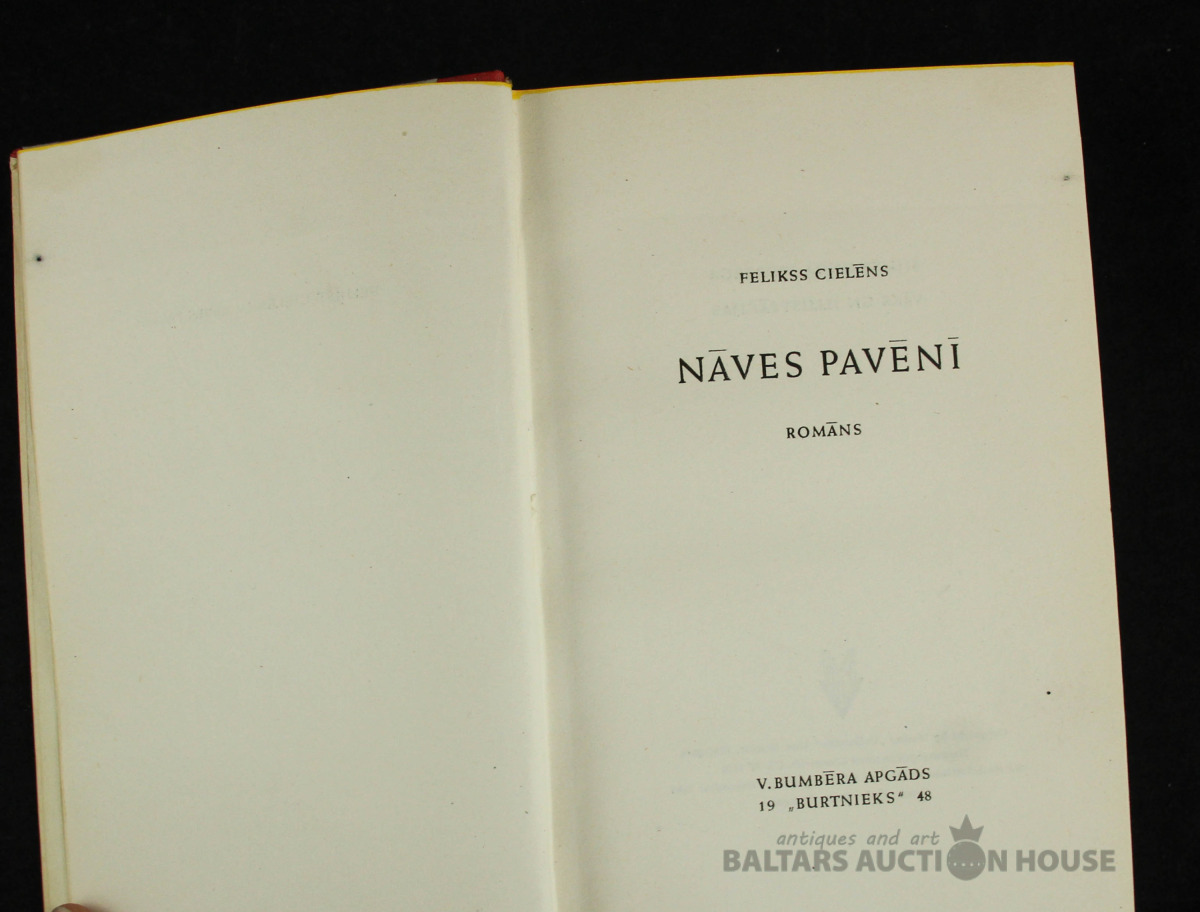 FELIKSS CIELĒNS
NĀVES PAVĒNĪ
ROMĀNS
V. BUMBĒRA APGĀDS
19 „BURTNIEKS“ 48
antiques and art
BALTARS AUCTION HOUSE